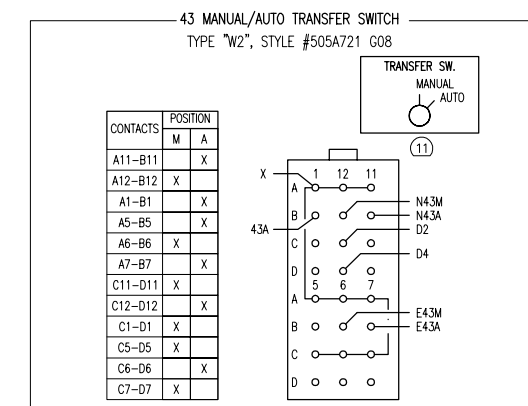 43 MANUAL/AUTO TRANSFER SWITCH
TYPE "W2", STYLE #505A721 G08
TRANSFER SW.
MANUAL
AUTO
11
CONTACTS POSITION
M A
A11-B11 X
A12-B12 X
A1-B1 X
A5-B5 X
A6-B6 X
A7-B7 X
C11-D11 X
C12-D12 X
C1-D1 X
C5-D5 X
C6-D6 X
C7-D7 X
X 1 12 11
A
N43M
B N43A
43A D2
C
D4
D
5 6 7
A
E43M
B E43A
C
D